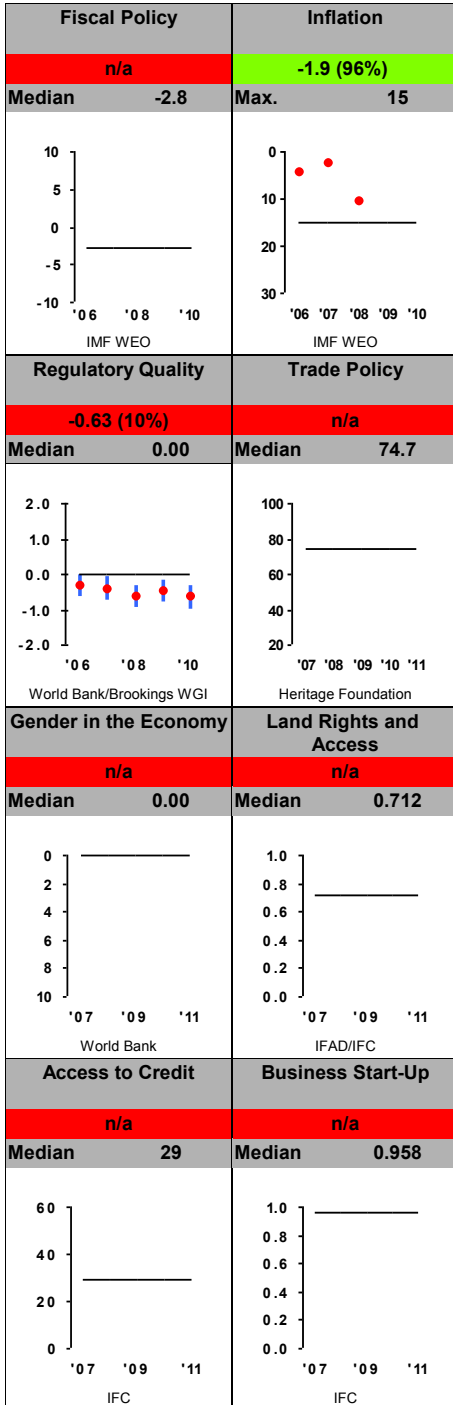 Fiscal Policy
n/a
Median -2.8
10
5
0
-5
-10
'06 '08 '10
IMF WEO
Inflation
-1.9 (96%)
Max. 15
0
10
20
30
'06 '07 '08 '09 '10
IMF WEO
Regulatory Quality
-0.63 (10%)
Median 0.00
2.0
1.0
0.0
-1.0
-2.0
'06 '08 '10
World Bank/Brookings WGI
Trade Policy
n/a
Median 74.7
100
80
60
40
20
'07 '08 '09 '10 '11
Heritage Foundation
Gender in the Economy
n/a
Median 0.00
0
2
4
6
8
10
'07 '09 '11
World Bank
Land Rights and
Access
n/a
Median 0.712
1.0
0.8
0.6
0.4
0.2
0.0
'07 '09 '11
IFAD/IFC
Access to Credit
n/a
Median 29
60
40
20
0
'07 '09 '11
IFC
Business Start-Up
n/a
Median 0.958
1.0
0.8
0.6
0.4
0.2
0.0
'07 '09 '11
IFC